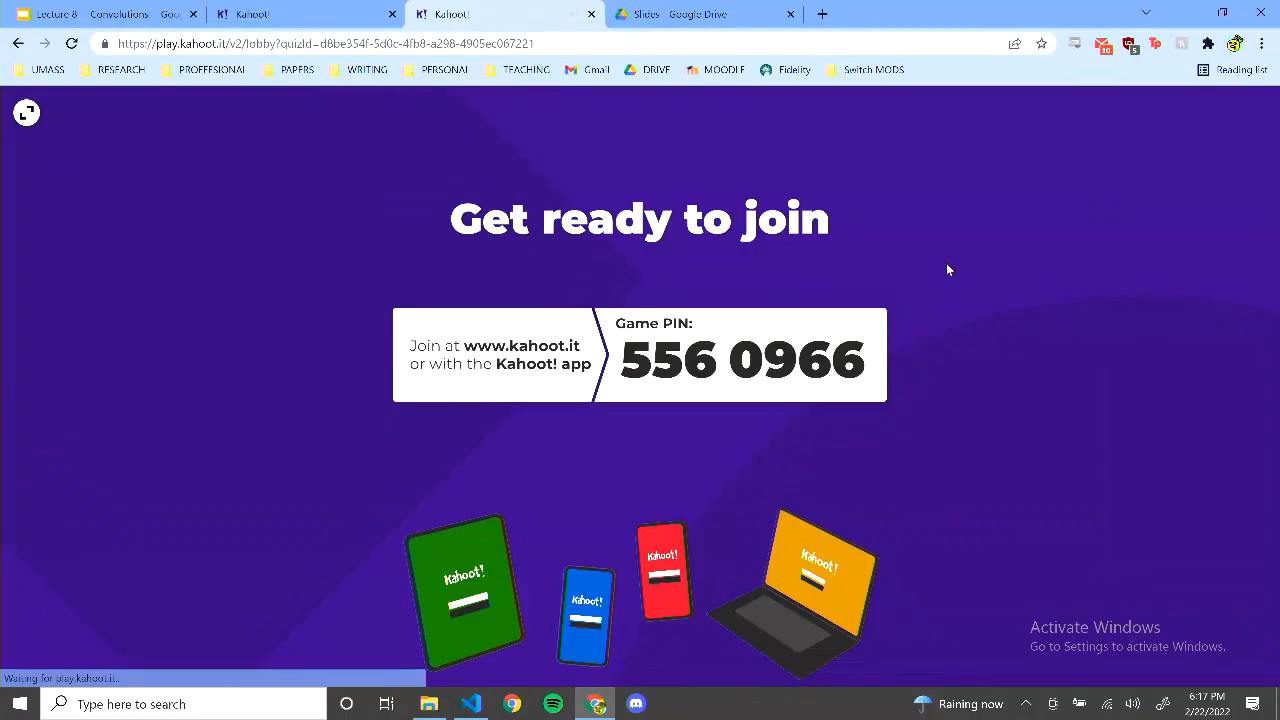 Lecture 8 - Convolutions - Goo
Kahoot!
Kahoot!
Slides - Google Drive
https://play.kahoot.it/v2/lobby?quizId=d8be354f-5d0c-4fb8-a298-4905ec067221
10
5
UMASS
RESEARCH
PROFFESIONAL
PAPERS
WRITING
PERSONAL
TEACHING
Gmail
DRIVE
MOODLE
Fidelity
Switch MODS
Reading list
Get ready to join
Join at www.kahoot.it
or with the Kahoot! app
Game PIN:
556 0966
Kahoot!
Kahoot!
Kahoot!
Kahoot!
Activate Windows
Go to Settings to activate Windows.
Waiting for play.kahoot.it...
Type here to search
Raining now
6:17 PM
2/22/2022